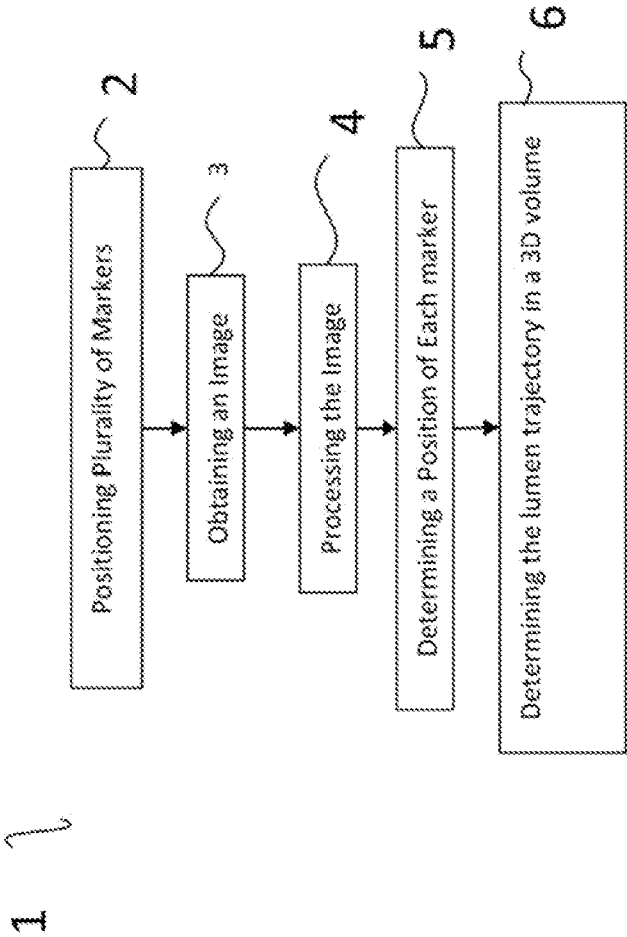 1
Positioning Plurality of Markers
2
Obtaining an Image
3
Processing the Image
4
Determining a Position of Each marker
5
Determining the lumen trajectory in a 3D volume
6